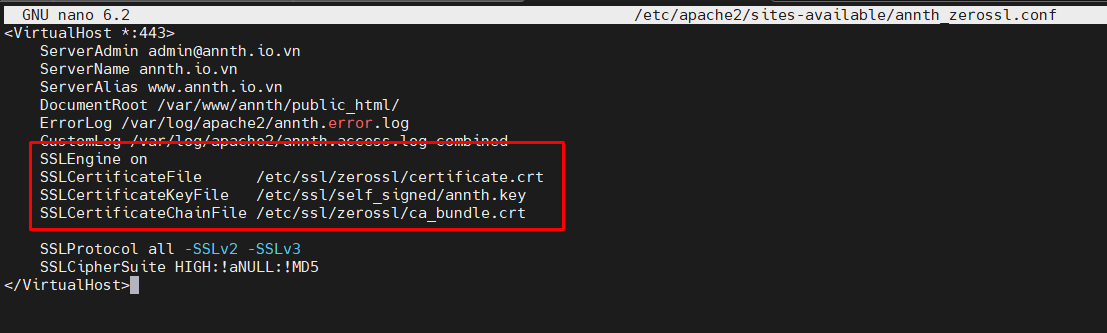 GNU nano 6.2 /etc/apache2/sites-available/annth_zerossl.conf
<VirtualHost *:443>
    ServerAdmin admin@annth.io.vn
    ServerName annth.io.vn
    ServerAlias www.annth.io.vn
    DocumentRoot /var/www/annth/public_html/
    ErrorLog /var/log/apache2/annth.error.log
    CustomLog /var/log/apache2/annth.access.log combined
    SSLEngine on
    SSLCertificateFile      /etc/ssl/zerossl/certificate.crt
    SSLCertificateKeyFile   /etc/ssl/self_signed/annth.key
    SSLCertificateChainFile /etc/ssl/zerossl/ca_bundle.crt
    SSLProtocol all -SSLv2 -SSLv3
    SSLCipherSuite HIGH:!aNULL:!MD5
</VirtualHost>